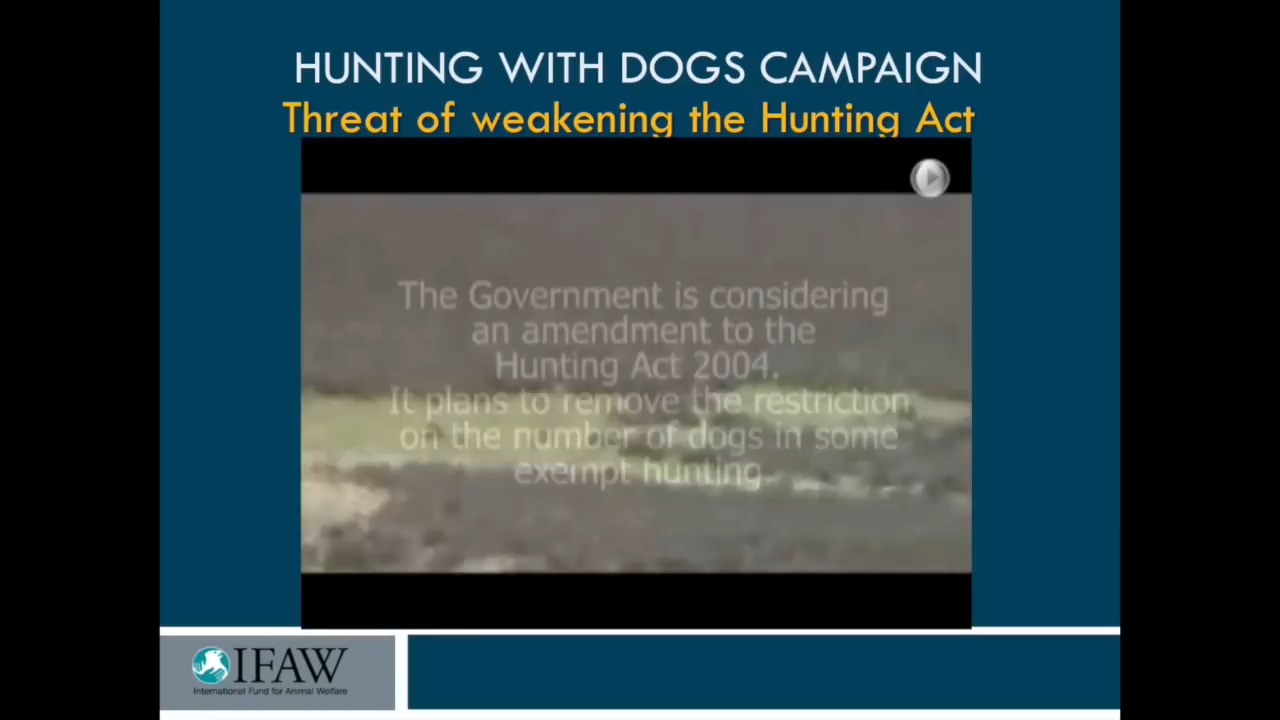 HUNTING WITH DOGS CAMPAIGN
Threat of weakening the Hunting Act
The Government is considering
an amendment to the
Hunting Act 2004.
It plans to remove the restriction
on the number of dogs in some
exempt hunting.
IFAW
International Fund for Animal Welfare